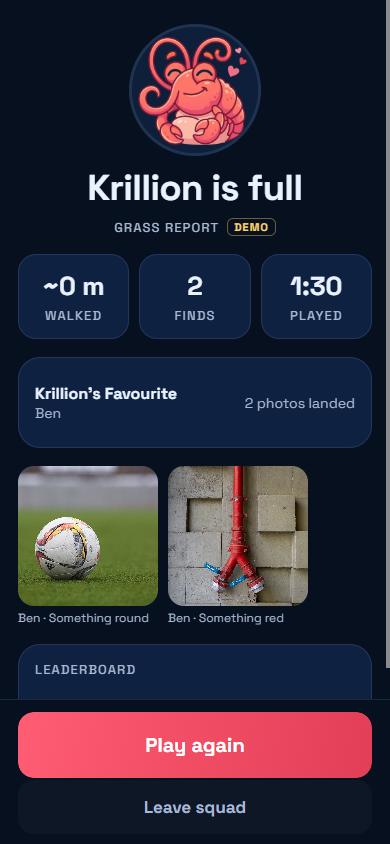 Krillion is full
GRASS REPORT DEMO
~0 m
WALKED
2
FINDS
1:30
PLAYED
Krillion's Favourite
Ben
2 photos landed
Ben · Something round
Ben · Something red
LEADERBOARD
Play again
Leave squad